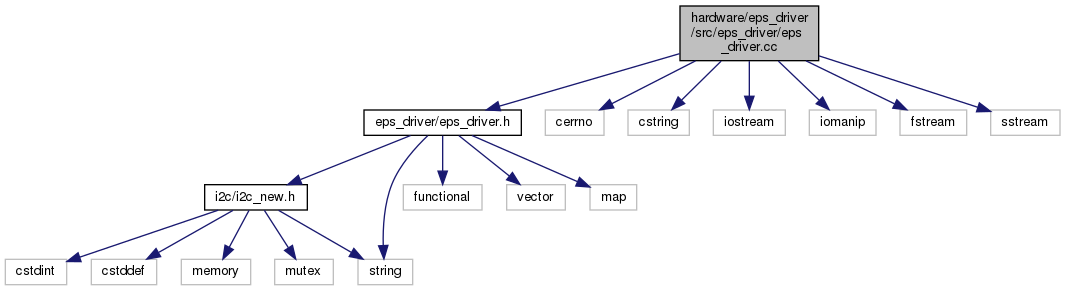 hardware/eps_driver
/src/eps_driver/eps
_driver.cc
eps_driver/eps_driver.h
cerrno
cstring
iostream
iomanip
fstream
sstream
i2c/i2c_new.h
functional
vector
map
cstdint
cstddef
memory
mutex
string